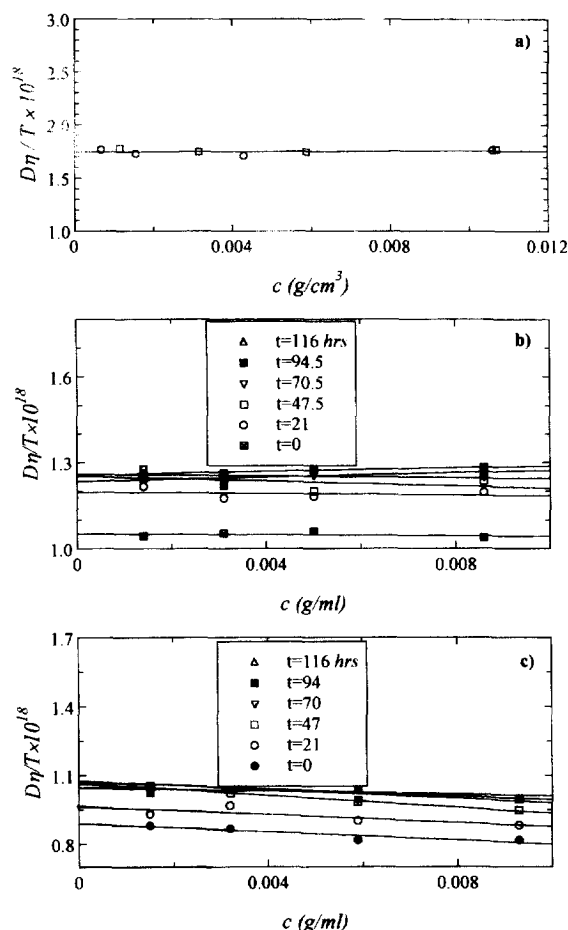 a)
3.0
2.5
2.0
1.5
1.0
Dη / T × 10^18
0
0.004
0.008
0.012
c (g/cm^3)
b)
△ t=116 hrs
■ t=94.5
▽ t=70.5
□ t=47.5
○ t=21
■ t=0
1.6
1.3
1.0
Dη/T×10^18
0
0.004
0.008
c (g/ml)
c)
△ t=116 hrs
■ t=94
▽ t=70
□ t=47
○ t=21
● t=0
1.7
1.4
1.1
0.8
Dη/T×10^18
0
0.004
0.008
c (g/ml)